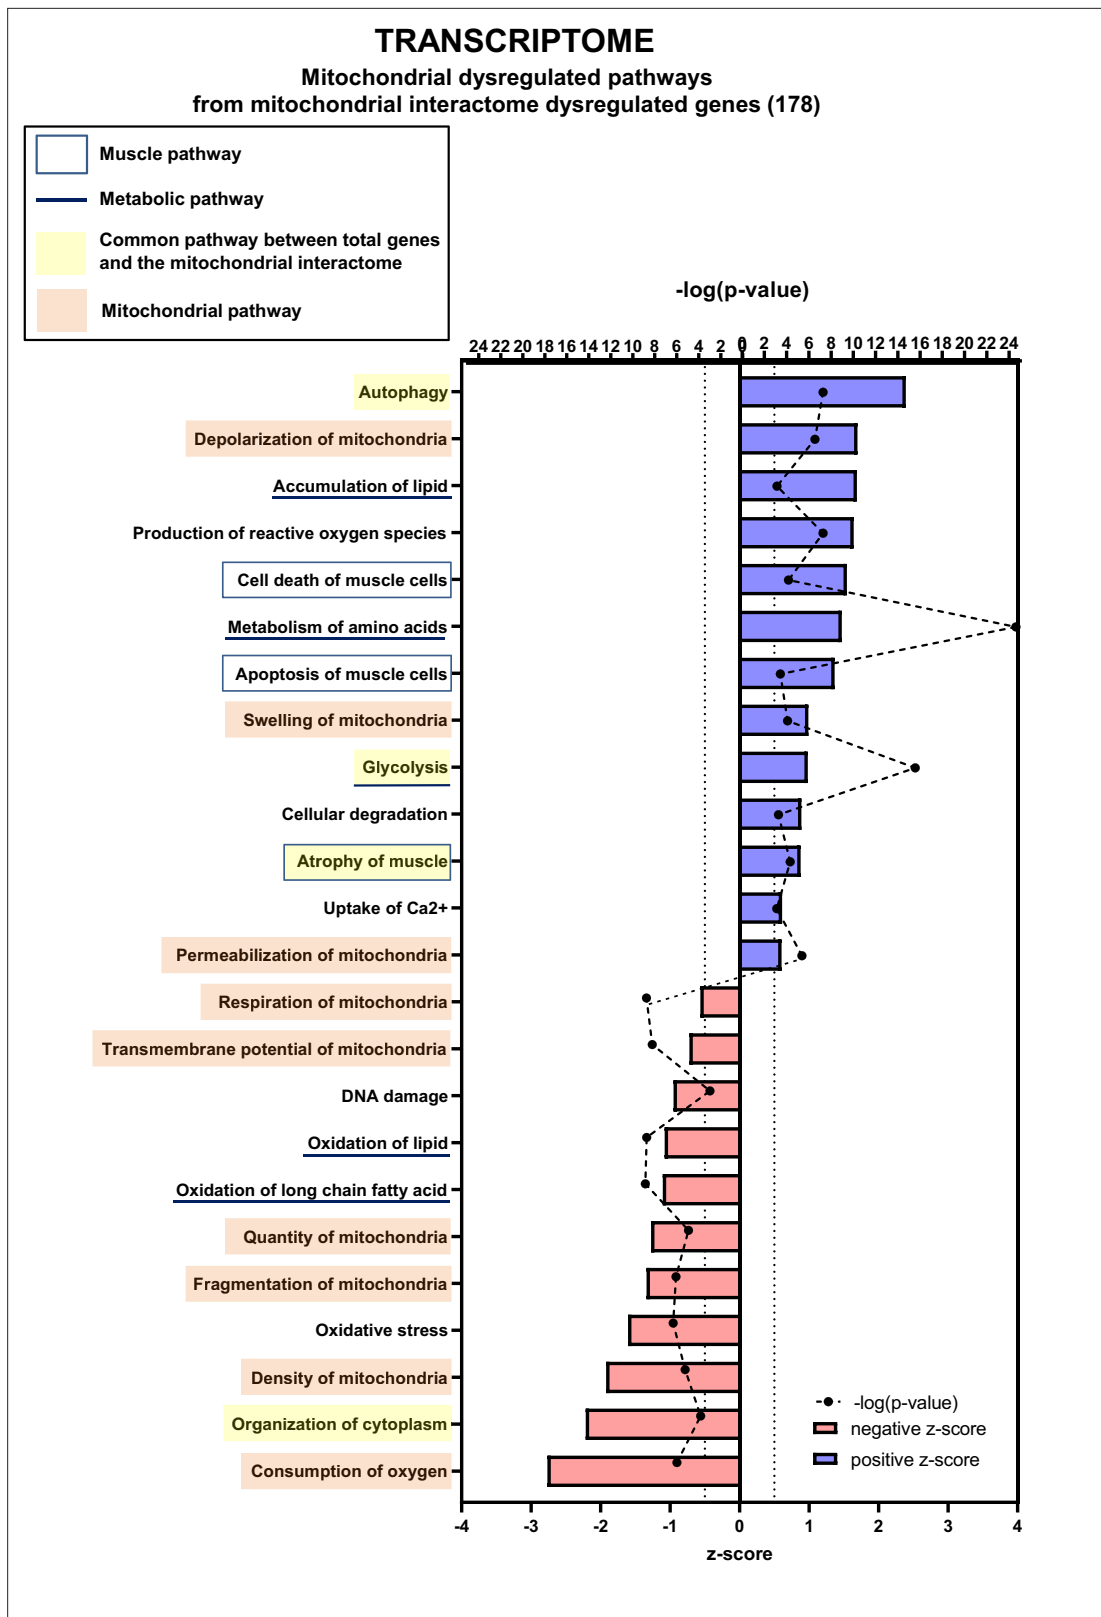 TRANSCRIPTOME
Mitochondrial dysregulated pathways
from mitochondrial interactome dysregulated genes (178)
Muscle pathway
Metabolic pathway
Common pathway between total genes
and the mitochondrial interactome
Mitochondrial pathway
-log(p-value)
24 22 20 18 16 14 12 10 8 6 4 2 0 0 2 4 6 8 10 12 14 16 18 20 22 24
Autophagy
Depolarization of mitochondria
Accumulation of lipid
Production of reactive oxygen species
Cell death of muscle cells
Metabolism of amino acids
Apoptosis of muscle cells
Swelling of mitochondria
Glycolysis
Cellular degradation
Atrophy of muscle
Uptake of Ca2+
Permeabilization of mitochondria
Respiration of mitochondria
Transmembrane potential of mitochondria
DNA damage
Oxidation of lipid
Oxidation of long chain fatty acid
Quantity of mitochondria
Fragmentation of mitochondria
Oxidative stress
Density of mitochondria
Organization of cytoplasm
Consumption of oxygen
-log(p-value)
negative z-score
positive z-score
-4 -3 -2 -1 0 1 2 3 4
z-score